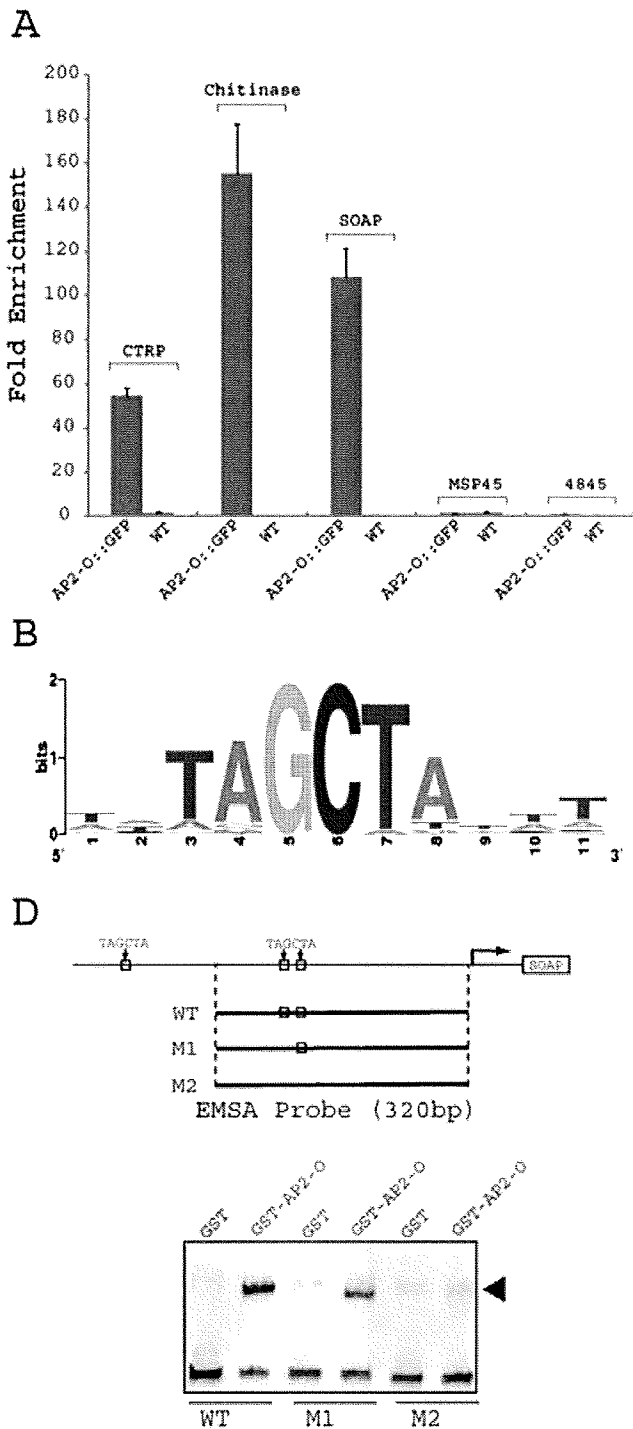 A
200
180
160
140
120
100
80
60
40
20
0
Fold Enrichment
CTRP
Chitinase
SOAP
MSP45
4845
AP2-O::GFP
WT
AP2-O::GFP
WT
AP2-O::GFP
WT
AP2-O::GFP
WT
AP2-O::GFP
WT
B
2
1
0
bits
TAGCTA
T
5'
1 2 3 4 5 6 7 8 9 10 11
3'
D
TAGCTA TAGCTA
SOAP
WT
M1
M2
EMSA Probe (320bp)
GST GST-AP2-O GST GST-AP2-O GST GST-AP2-O
WT M1 M2